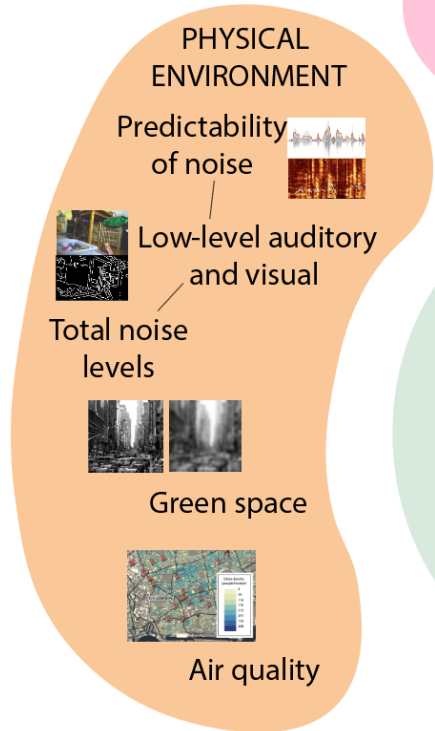 PHYSICAL
ENVIRONMENT
Predictability
of noise
Low-level auditory
and visual
Total noise
levels
Green space
Air quality